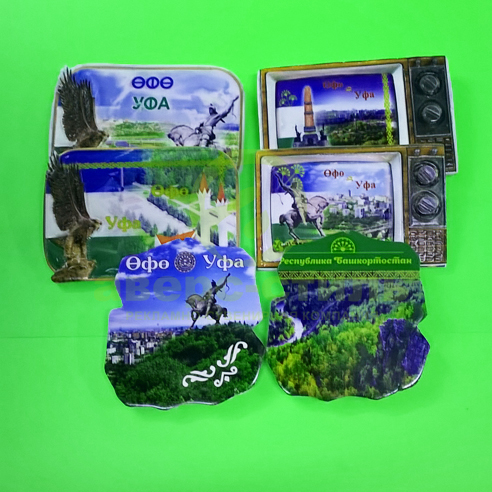 ӨФӨ
УФА
Өфө
Уфа
Өфө
Уфа
Өфө
Уфа
Өфө Уфа
Республика Башкортостан